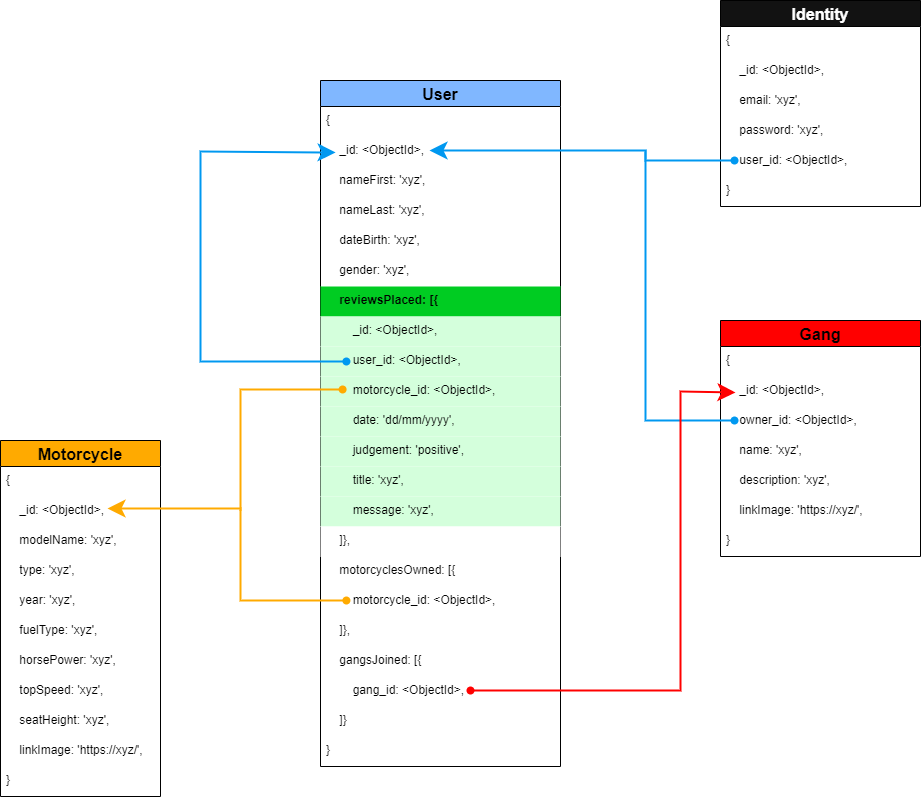 Identity
{
_id: <ObjectId>,
email: 'xyz',
password: 'xyz',
user_id: <ObjectId>,
}
User
{
_id: <ObjectId>,
nameFirst: 'xyz',
nameLast: 'xyz',
dateBirth: 'xyz',
gender: 'xyz',
reviewsPlaced: [{
_id: <ObjectId>,
user_id: <ObjectId>,
motorcycle_id: <ObjectId>,
date: 'dd/mm/yyyy',
judgement: 'positive',
title: 'xyz',
message: 'xyz',
]},
motorcyclesOwned: [{
motorcycle_id: <ObjectId>,
]},
gangsJoined: [{
gang_id: <ObjectId>,
]}
}
Gang
{
_id: <ObjectId>,
owner_id: <ObjectId>,
name: 'xyz',
description: 'xyz',
linkImage: 'https://xyz/',
}
Motorcycle
{
_id: <ObjectId>,
modelName: 'xyz',
type: 'xyz',
year: 'xyz',
fuelType: 'xyz',
horsePower: 'xyz',
topSpeed: 'xyz',
seatHeight: 'xyz',
linkImage: 'https://xyz/',
}